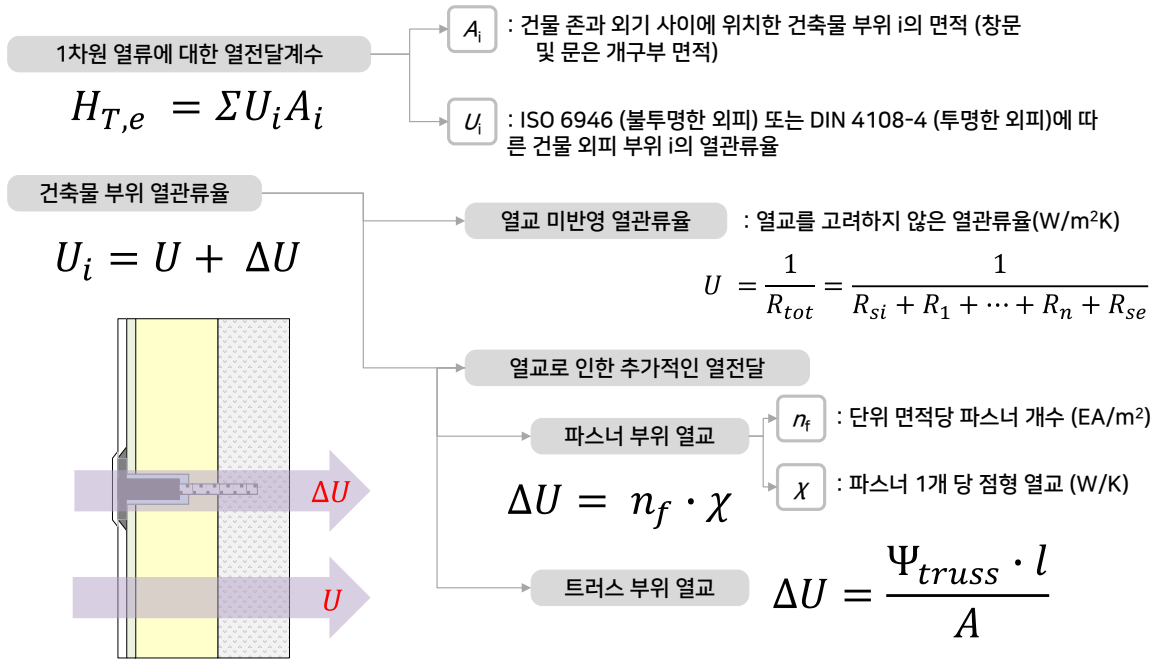 1차원 열류에 대한 열전달계수
H_{T,e} = ΣU_iA_i
A_i : 건물 존과 외기 사이에 위치한 건축물 부위 i의 면적 (창문
및 문은 개구부 면적)
U_i : ISO 6946 (불투명한 외피) 또는 DIN 4108-4 (투명한 외피)에 따
른 건물 외피 부위 i의 열관류율
건축물 부위 열관류율
U_i = U + ΔU
열교 미반영 열관류율 : 열교를 고려하지 않은 열관류율(W/m²K)
U = \frac{1}{R_{tot}} = \frac{1}{R_{si} + R_1 + ⋯ + R_n + R_{se}}
열교로 인한 추가적인 열전달
파스너 부위 열교
n_f : 단위 면적당 파스너 개수 (EA/m²)
χ : 파스너 1개 당 점형 열교 (W/K)
ΔU = n_f · χ
트러스 부위 열교
ΔU = \frac{Ψ_{truss} · l}{A}
ΔU
U